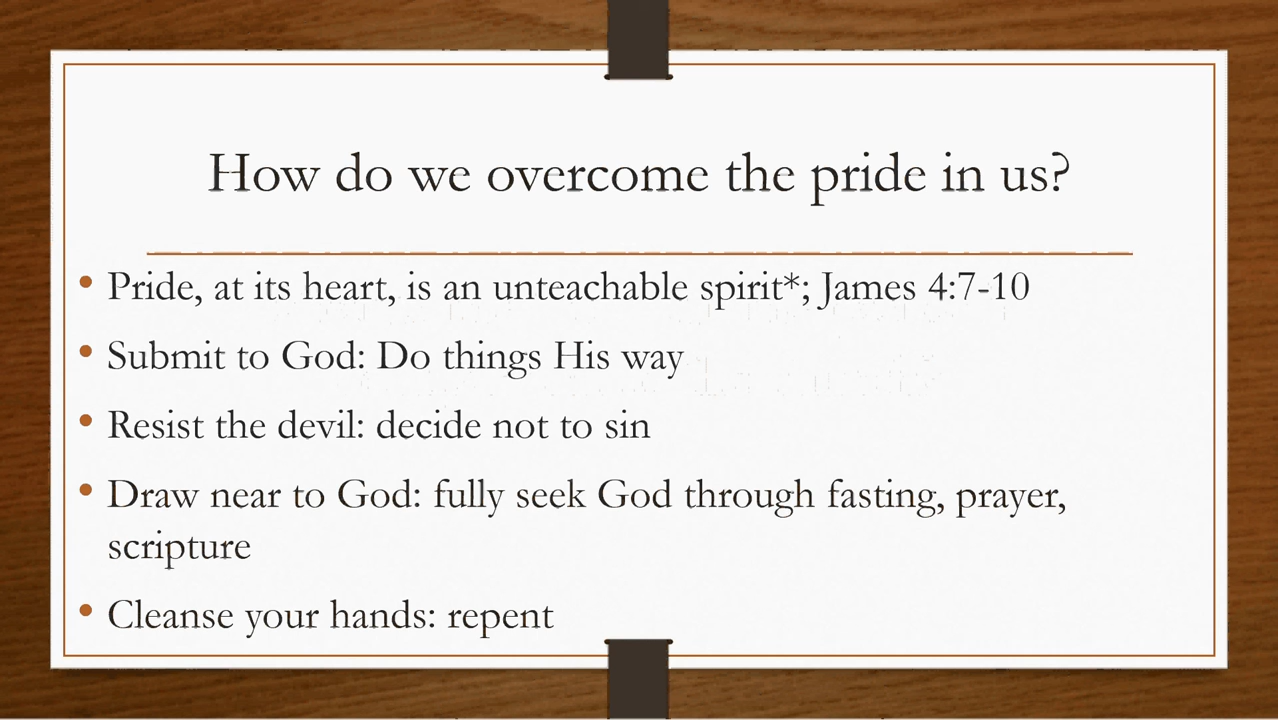 How do we overcome the pride in us?
• Pride, at its heart, is an unteachable spirit*; James 4:7-10
• Submit to God: Do things His way
• Resist the devil: decide not to sin
• Draw near to God: fully seek God through fasting, prayer,
scripture
• Cleanse your hands: repent